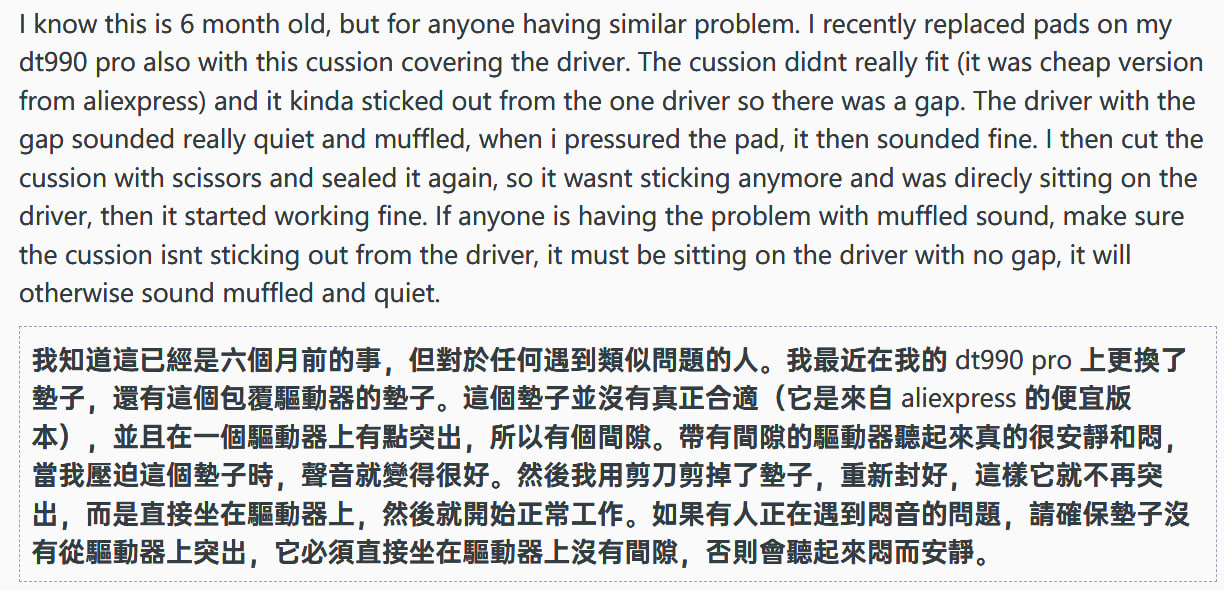 I know this is 6 month old, but for anyone having similar problem. I recently replaced pads on my
dt990 pro also with this cussion covering the driver. The cussion didnt really fit (it was cheap version
from aliexpress) and it kinda sticked out from the one driver so there was a gap. The driver with the
gap sounded really quiet and muffled, when i pressured the pad, it then sounded fine. I then cut the
cussion with scissors and sealed it again, so it wasnt sticking anymore and was direcly sitting on the
driver, then it started working fine. If anyone is having the problem with muffled sound, make sure
the cussion isnt sticking out from the driver, it must be sitting on the driver with no gap, it will
otherwise sound muffled and quiet.
我知道這已經是六個月前的事，但對於任何遇到類似問題的人。我最近在我的 dt990 pro 上更換了
墊子，還有這個包覆驅動器的墊子。這個墊子並沒有真正合適（它是來自 aliexpress 的便宜版
本），並且在一個驅動器上有點突出，所以有個間隙。帶有間隙的驅動器聽起來真的很安靜和悶，
當我壓迫這個墊子時，聲音就變得很好。然後我用剪刀剪掉了墊子，重新封好，這樣它就不再突
出，而是直接坐在驅動器上，然後就開始正常工作。如果有人正在遇到悶音的問題，請確保墊子沒
有從驅動器上突出，它必須直接坐在驅動器上沒有間隙，否則會聽起來悶而安靜。